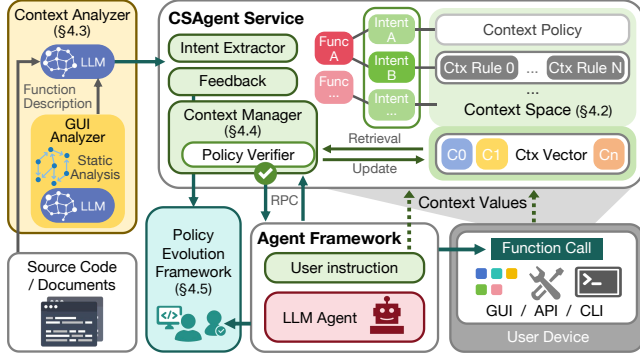 Context Analyzer
(§4.3)
LLM
Function
Description
GUI
Analyzer
Static
Analysis
LLM
Source Code
/ Documents
CSAgent Service
Intent Extractor
Feedback
Context Manager
(§4.4)
Policy Verifier
Func
A
Func
...
Intent
A
Intent
B
Intent
...
Context Policy
Ctx Rule 0
...
Ctx Rule N
Context Space (§4.2)
Retrieval
Update
C0
C1
Ctx Vector
Cn
RPC
Context Values
Policy
Evolution
Framework
(§4.5)
Agent Framework
User instruction
LLM Agent
Function Call
GUI / API / CLI
User Device